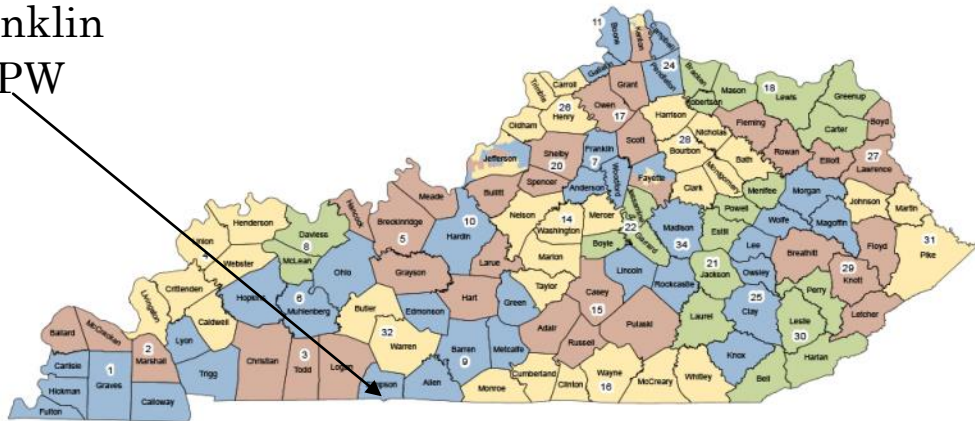 nklin
PW
11
Boone
Kenton
Campbell
Gallatin
24
Pendleton
Bracken
Grant
Trimble
Carroll
Owen
17
Robertson
Mason
18
Lewis
Greenup
26
Henry
Harrison
Fleming
Carter
Boyd
Oldham
Nicholas
28
Bourbon
Scott
Franklin
7
Shelby
20
Jefferson
Rowan
Elliott
27
Lawrence
Bath
Montgomery
Fayette
Woodford
Clark
Menifee
Morgan
Johnson
Martin
Spencer
Anderson
Bullitt
Meade
Hancock
Breckinridge
5
10
Hardin
Nelson
14
Washington
Mercer
22
Garrard
Boyle
Madison
34
Powell
Estill
Wolfe
Magoffin
Floyd
31
Pike
Henderson
Union
Daviess
8
McLean
Webster
Ohio
Larue
Marion
Lincoln
Rockcastle
21
Jackson
Lee
Owsley
Breathitt
29
Knott
Crittenden
Livingston
Hopkins
6
Muhlenberg
Grayson
Hart
Green
Taylor
Casey
15
Pulaski
Laurel
25
Clay
Perry
Letcher
Leslie
30
Harlan
Caldwell
Butler
Edmonson
Adair
Russell
Knox
Bell
Ballard
McCracken
2
Marshall
Lyon
Trigg
Christian
3
Todd
Logan
32
Warren
Barren
9
Metcalfe
Allen
Monroe
Cumberland
Clinton
Wayne
16
McCreary
Whitley
Carlisle
1
Graves
Hickman
Fulton
Calloway
mpson